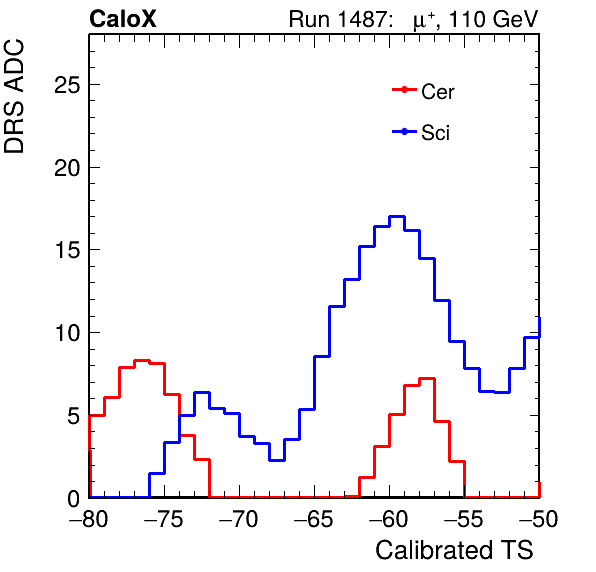 CaloX Run 1487: μ⁺, 110 GeV
DRS ADC
25
20
15
10
5
0
Cer
Sci
−80 −75 −70 −65 −60 −55 −50
Calibrated TS